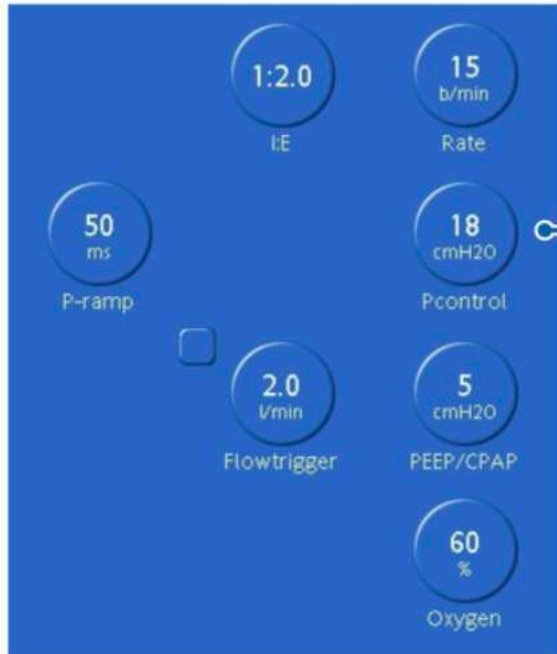 1:2.0
I:E
15
b/min
Rate
50
ms
P-ramp
18
cmH2O
Pcontrol
2.0
l/min
Flowtrigger
5
cmH2O
PEEP/CPAP
60
%
Oxygen